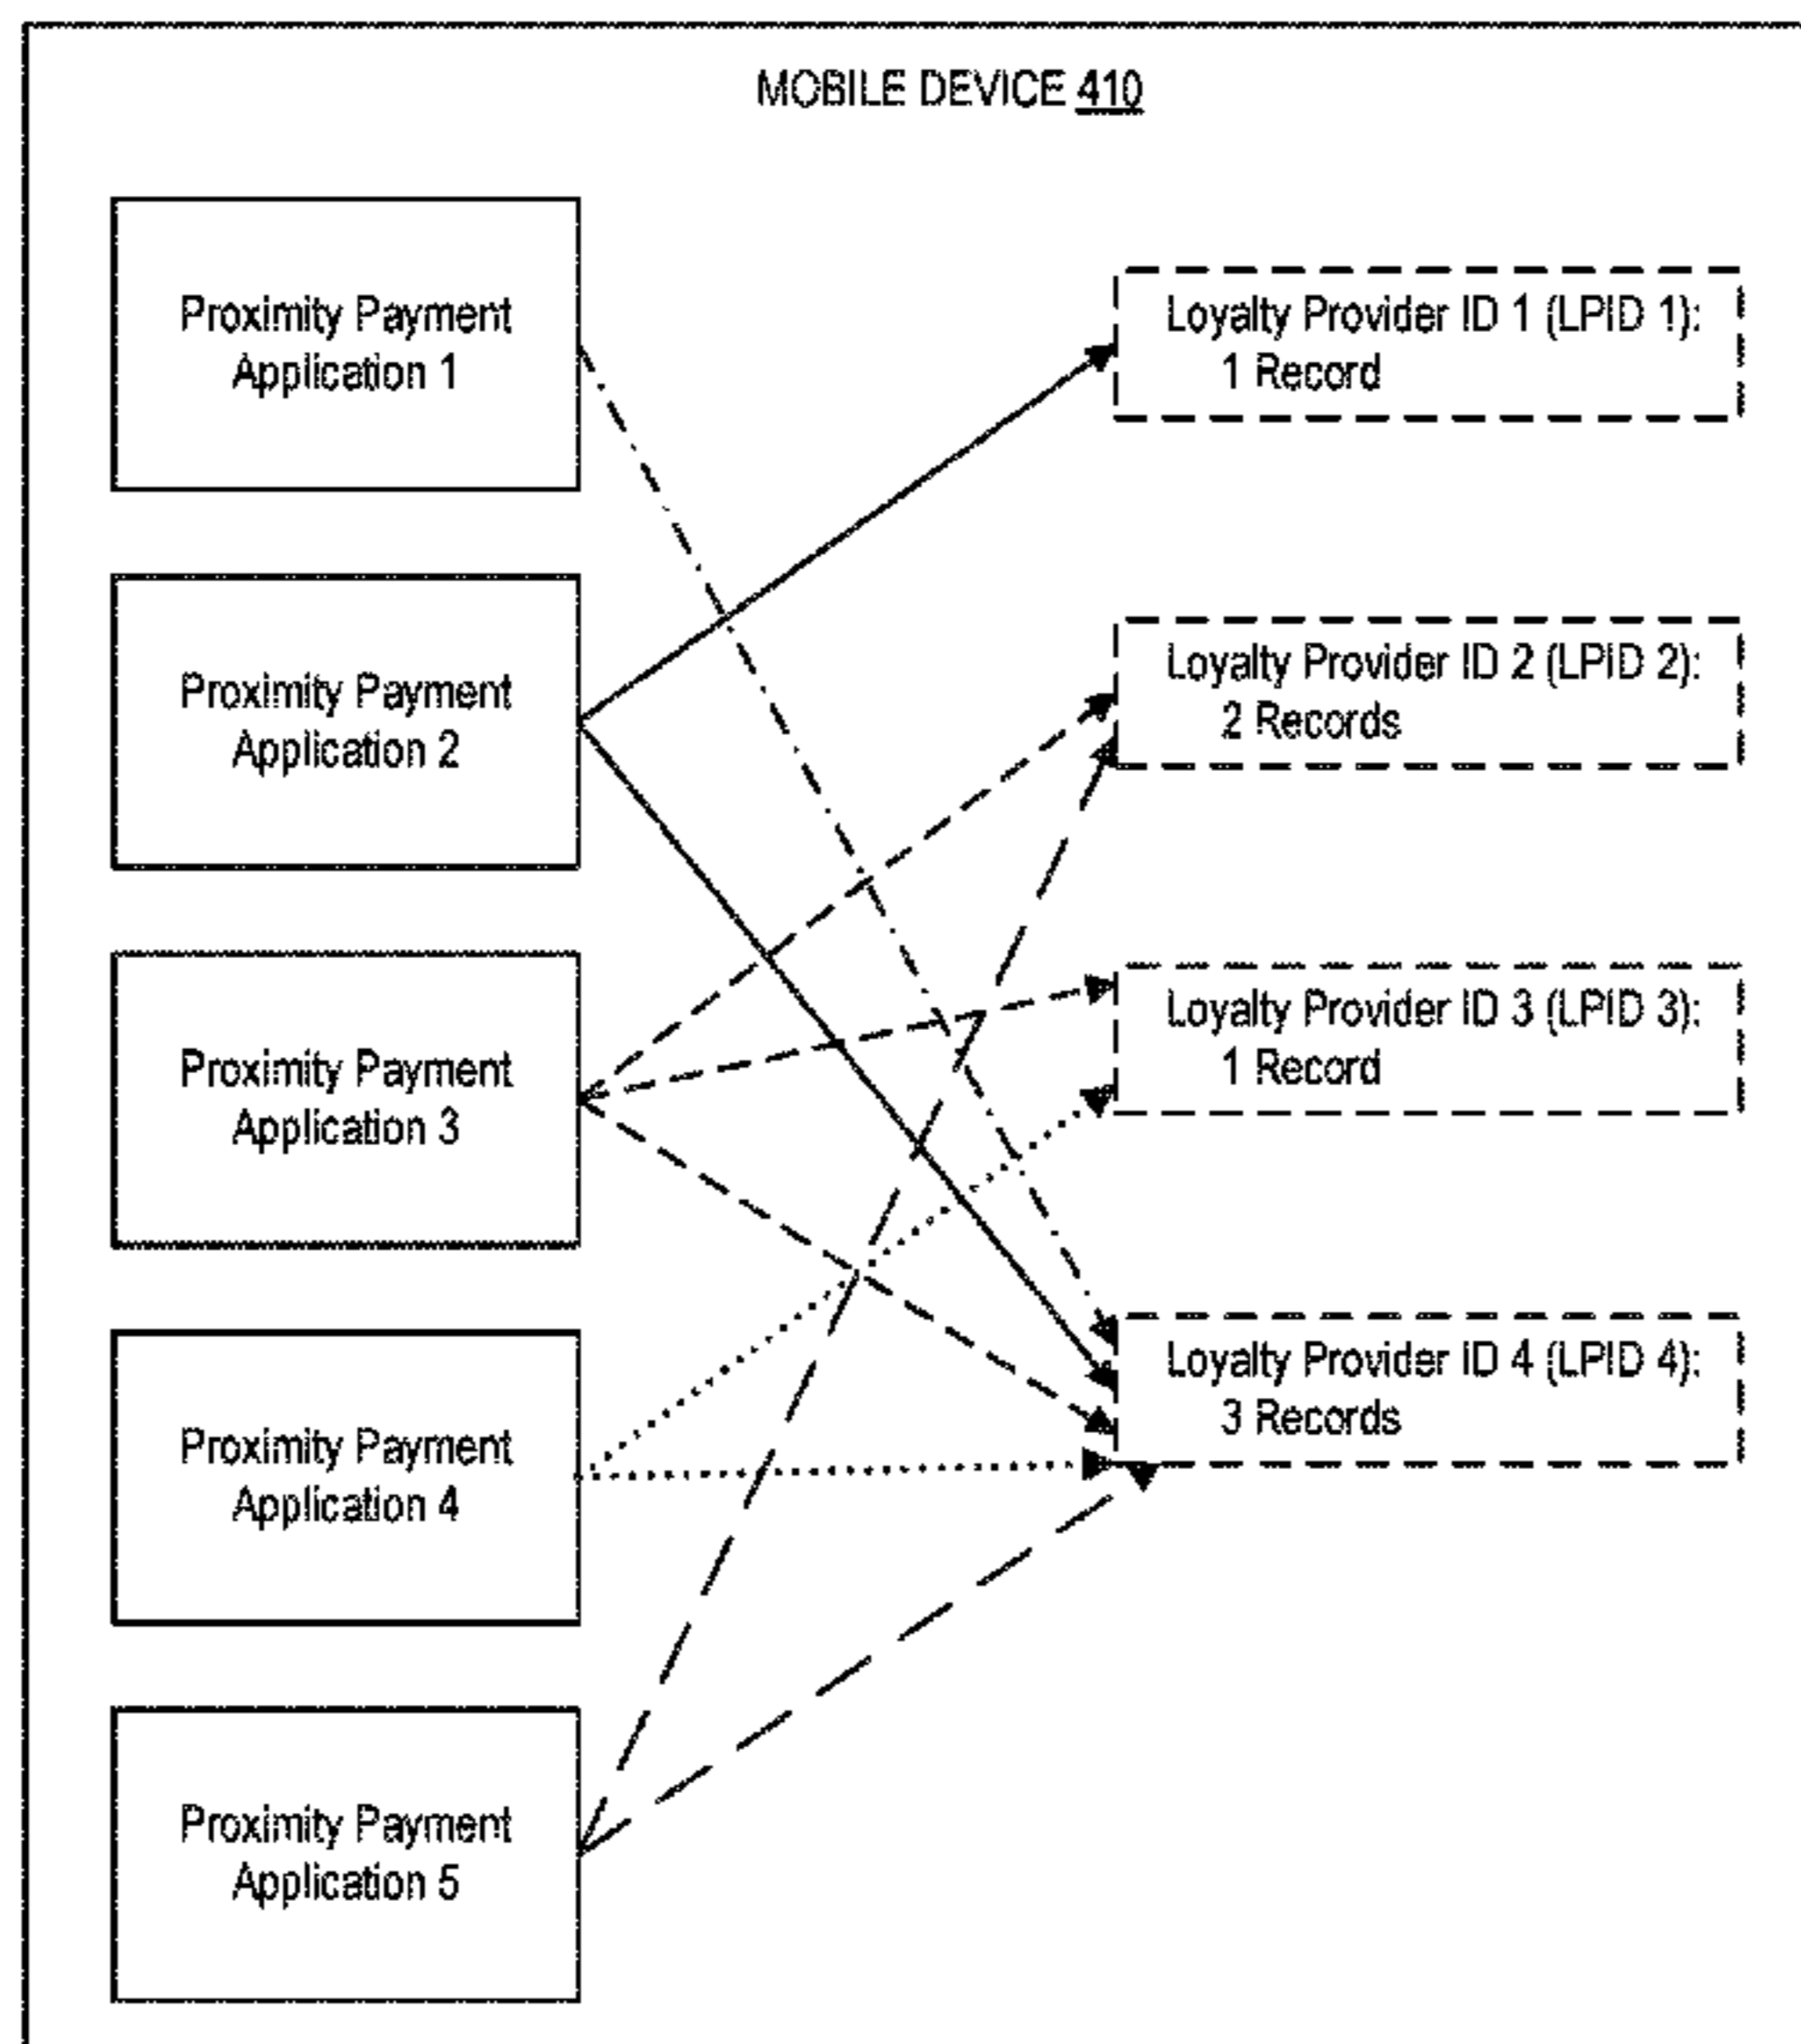 MOBILE DEVICE 410
Proximity Payment
Application 1
Loyalty Provider ID 1 (LPID 1):
1 Record
Proximity Payment
Application 2
Loyalty Provider ID 2 (LPID 2):
2 Records
Proximity Payment
Application 3
Loyalty Provider ID 3 (LPID 3):
1 Record
Proximity Payment
Application 4
Loyalty Provider ID 4 (LPID 4):
3 Records
Proximity Payment
Application 5